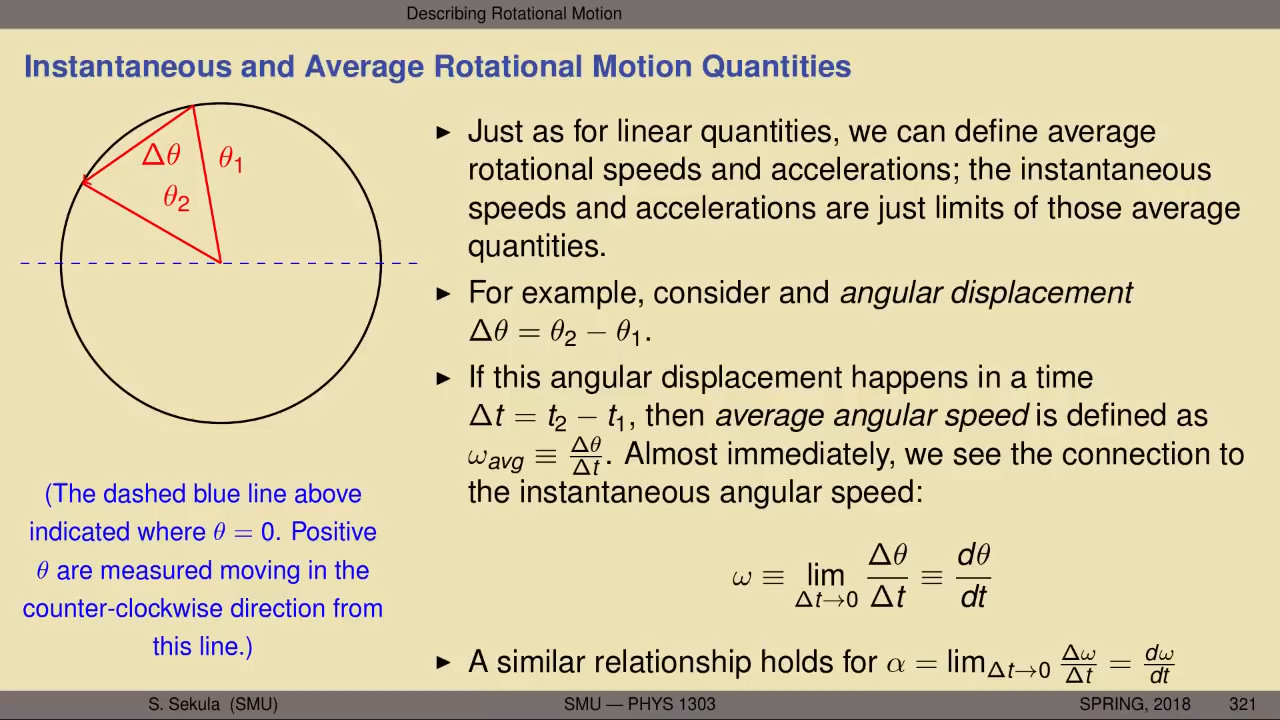 Describing Rotational Motion
Instantaneous and Average Rotational Motion Quantities
Δθ
θ₁
θ₂
(The dashed blue line above
indicated where θ = 0. Positive
θ are measured moving in the
counter-clockwise direction from
this line.)
▶ Just as for linear quantities, we can define average
rotational speeds and accelerations; the instantaneous
speeds and accelerations are just limits of those average
quantities.
▶ For example, consider and angular displacement
Δθ = θ₂ − θ₁.
▶ If this angular displacement happens in a time
Δt = t₂ − t₁, then average angular speed is defined as
ω_avg ≡ Δθ/Δt. Almost immediately, we see the connection to
the instantaneous angular speed:
ω ≡ lim_{Δt→0} Δθ/Δt ≡ dθ/dt
▶ A similar relationship holds for α = lim_{Δt→0} Δω/Δt = dω/dt
S. Sekula (SMU) SMU — PHYS 1303 SPRING, 2018 321